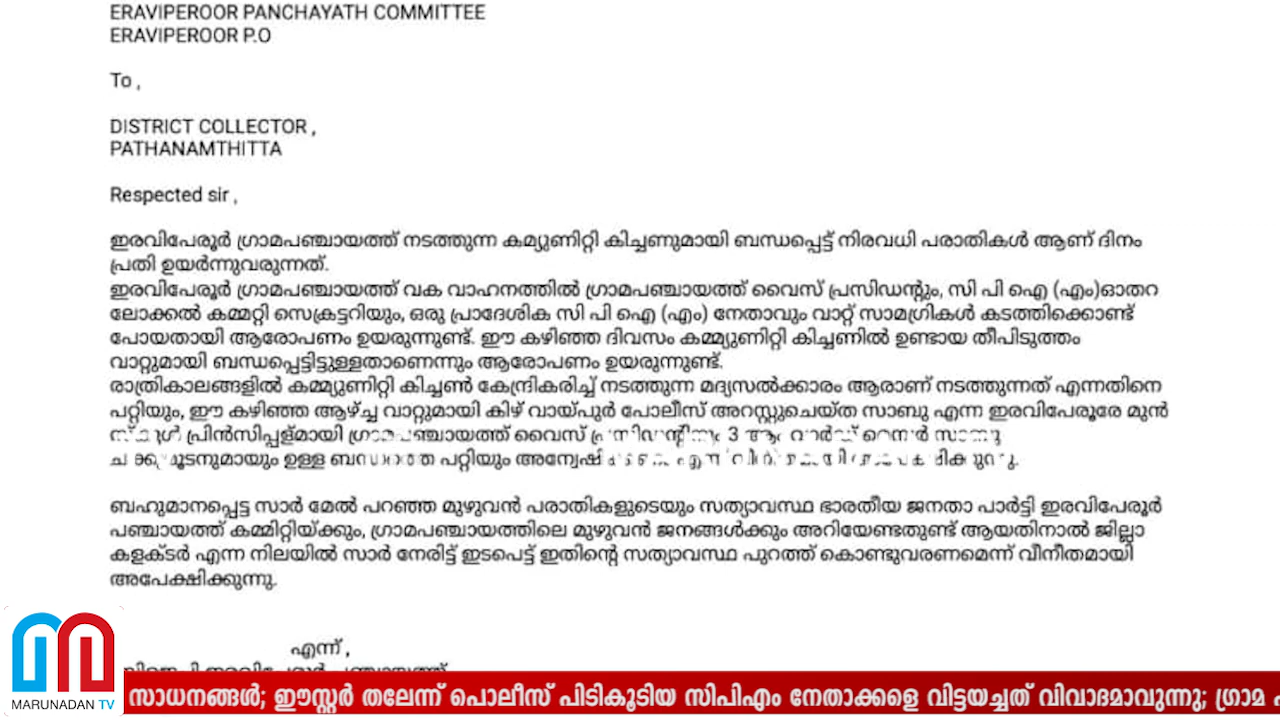 ERAVIPEROOR PANCHAYATH COMMITTEE
ERAVIPEROOR P.O
To ,
DISTRICT COLLECTOR ,
PATHANAMTHITTA
Respected sir ,
ഇരവിപേരൂർ ഗ്രാമപഞ്ചായത്ത് നടത്തുന്ന കമ്യുണിറ്റി കിച്ചണുമായി ബന്ധപ്പെട്ട് നിരവധി പരാതികൾ ആണ് ദിനം
പ്രതി ഉയർന്നുവരുന്നത്.
ഇരവിപേരൂർ ഗ്രാമപഞ്ചായത്ത് വക വാഹനത്തിൽ ഗ്രാമപഞ്ചായത്ത് വൈസ് പ്രസിഡന്റും, സി പി ഐ (എം)ഓതറ
ലോക്കൽ കമ്മറ്റി സെക്രട്ടറിയും, ഒരു പ്രാദേശിക സി പി ഐ (എം) നേതാവും വാറ്റ് സാമഗ്രികൾ കടത്തിക്കൊണ്ട്
പോയതായി ആരോപണം ഉയരുന്നുണ്ട്. ഈ കഴിഞ്ഞ ദിവസം കമ്മ്യുണിറ്റി കിച്ചണിൽ ഉണ്ടായ തീപിടുത്തം
വാറ്റുമായി ബന്ധപ്പെട്ടിട്ടുള്ളതാണെന്നും ആരോപണം ഉയരുന്നുണ്ട്.
രാത്രികാലങ്ങളിൽ കമ്മ്യുണിറ്റി കിച്ചൺ കേന്ദ്രികരിച്ച് നടത്തുന്ന മദ്യസൽക്കാരം ആരാണ് നടത്തുന്നത് എന്നതിനെ
പറ്റിയും, ഈ കഴിഞ്ഞ ആഴ്ച്ച വാറ്റുമായി കിഴ് വായ്പുർ പോലീസ് അറസ്റ്റുചെയ്ത സാബു എന്ന ഇരവിപേരൂരേ മുൻ
സ്കൂൾ പ്രിൻസിപ്പള്മായി ഗ്രാമപഞ്ചായത്ത് വൈസ് 3
ഉള്ള പറ്റിയും
ബഹുമാനപ്പെട്ട സാർ മേൽ പറഞ്ഞ മുഴുവൻ പരാതികളുടെയും സത്യാവസ്ഥ ഭാരതീയ ജനതാ പാർട്ടി ഇരവിപേരൂർ
പഞ്ചായത്ത് കമ്മിറ്റിയ്ക്കും, ഗ്രാമപഞ്ചായത്തിലെ മുഴുവൻ ജനങ്ങൾക്കും അറിയേണ്ടതുണ്ട് ആയതിനാൽ ജില്ലാ
കളക്ടർ എന്ന നിലയിൽ സാർ നേരിട്ട് ഇടപെട്ട് ഇതിന്റെ സത്യാവസ്ഥ പുറത്ത് കൊണ്ടുവരണമെന്ന് വീനീതമായി
അപേക്ഷിക്കുന്നു.
എന്ന് ,
MARUNADAN TV
സാധനങ്ങൾ; ഈസ്റ്റർ തലേന്ന് പൊലീസ് പിടികൂടിയ സിപിഎം നേതാക്കളെ വിട്ടയച്ചത് വിവാദമാവുന്നു; ഗ്രാമ